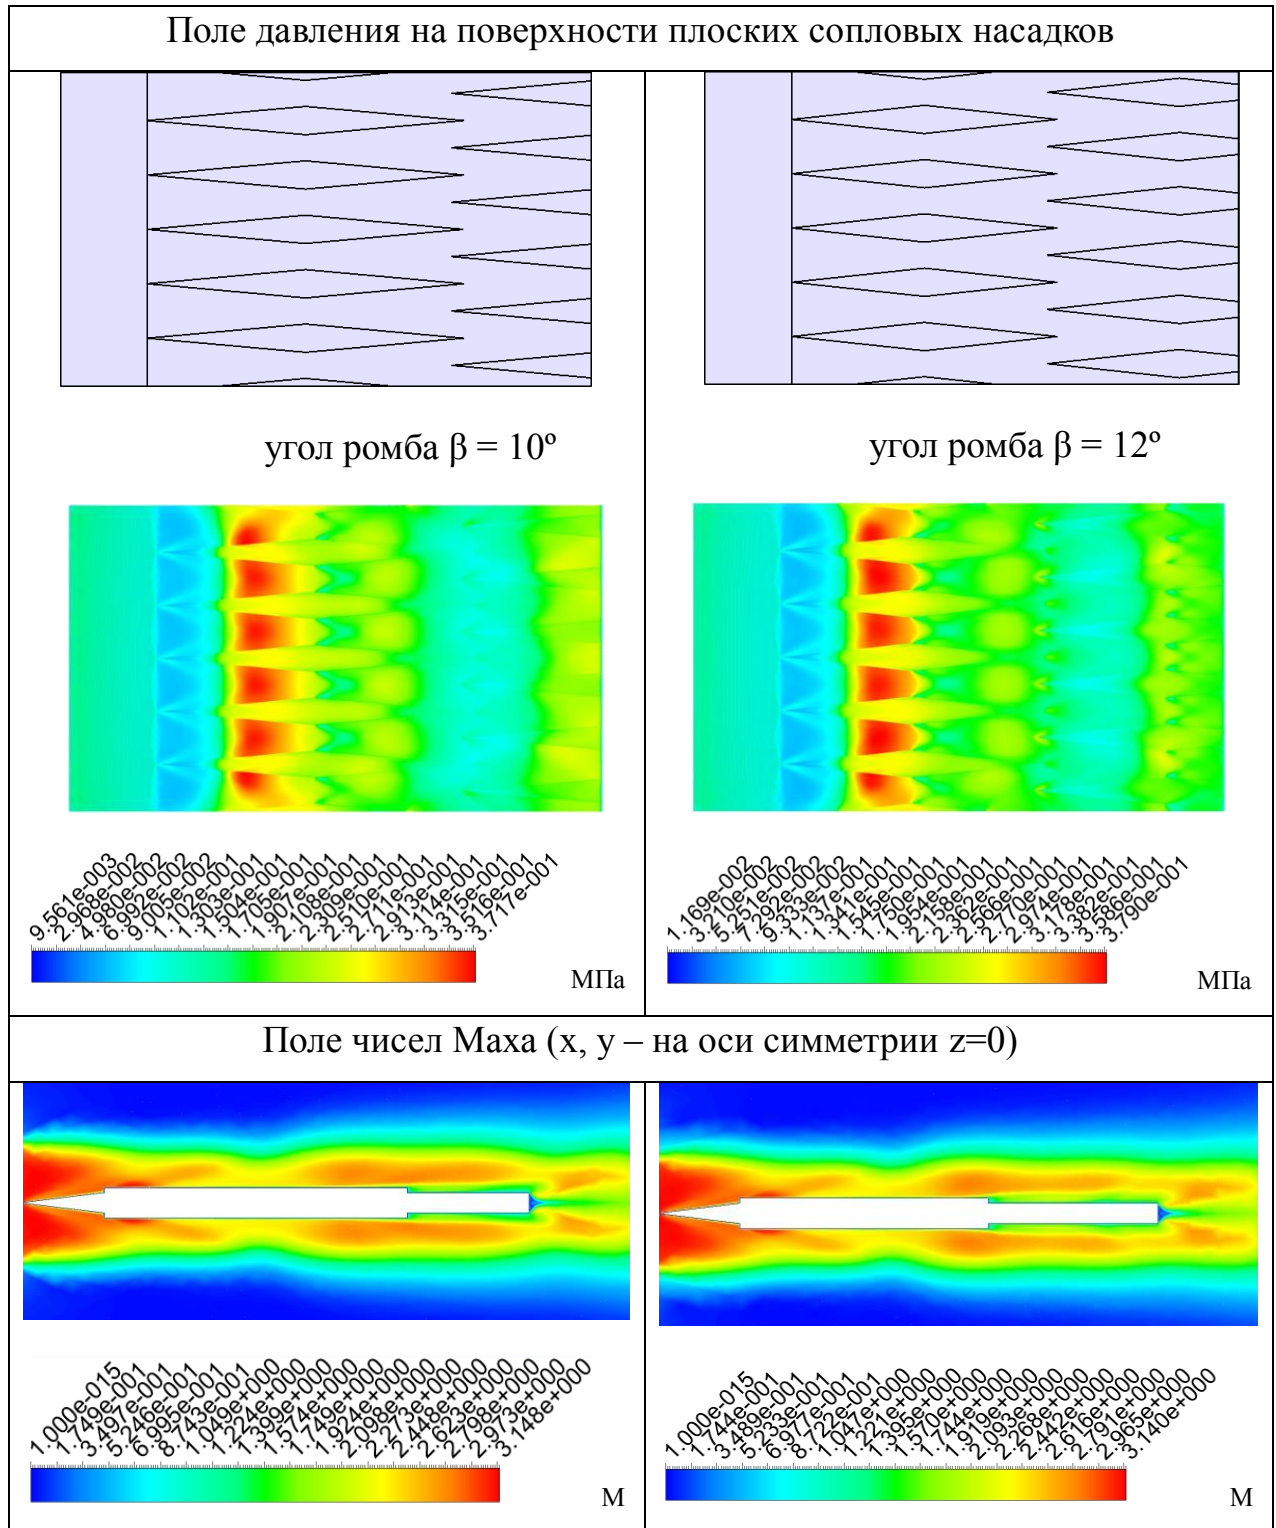 Поле давления на поверхности плоских сопловых насадков
угол ромба β = 10º
угол ромба β = 12º
9.561e-003
2.968e-002
4.980e-002
6.992e-002
9.005e-002
1.102e-001
1.303e-001
1.504e-001
1.705e-001
1.907e-001
2.108e-001
2.309e-001
2.510e-001
2.711e-001
2.913e-001
3.114e-001
3.315e-001
3.516e-001
3.717e-001
МПа
1.169e-002
3.210e-002
5.251e-002
7.292e-002
9.333e-002
1.137e-001
1.341e-001
1.545e-001
1.750e-001
1.954e-001
2.158e-001
2.362e-001
2.566e-001
2.770e-001
2.974e-001
3.178e-001
3.382e-001
3.586e-001
3.790e-001
МПа
Поле чисел Маха (x, y – на оси симметрии z=0)
1.000e-015
1.749e-001
3.497e-001
5.246e-001
6.995e-001
8.743e-001
1.049e+000
1.224e+000
1.399e+000
1.574e+000
1.749e+000
1.924e+000
2.098e+000
2.273e+000
2.448e+000
2.623e+000
2.798e+000
2.973e+000
3.148e+000
М
1.000e-015
1.744e-001
3.489e-001
5.233e-001
6.977e-001
8.722e-001
1.047e+000
1.221e+000
1.395e+000
1.570e+000
1.744e+000
1.919e+000
2.093e+000
2.268e+000
2.442e+000
2.616e+000
2.791e+000
2.965e+000
3.140e+000
М